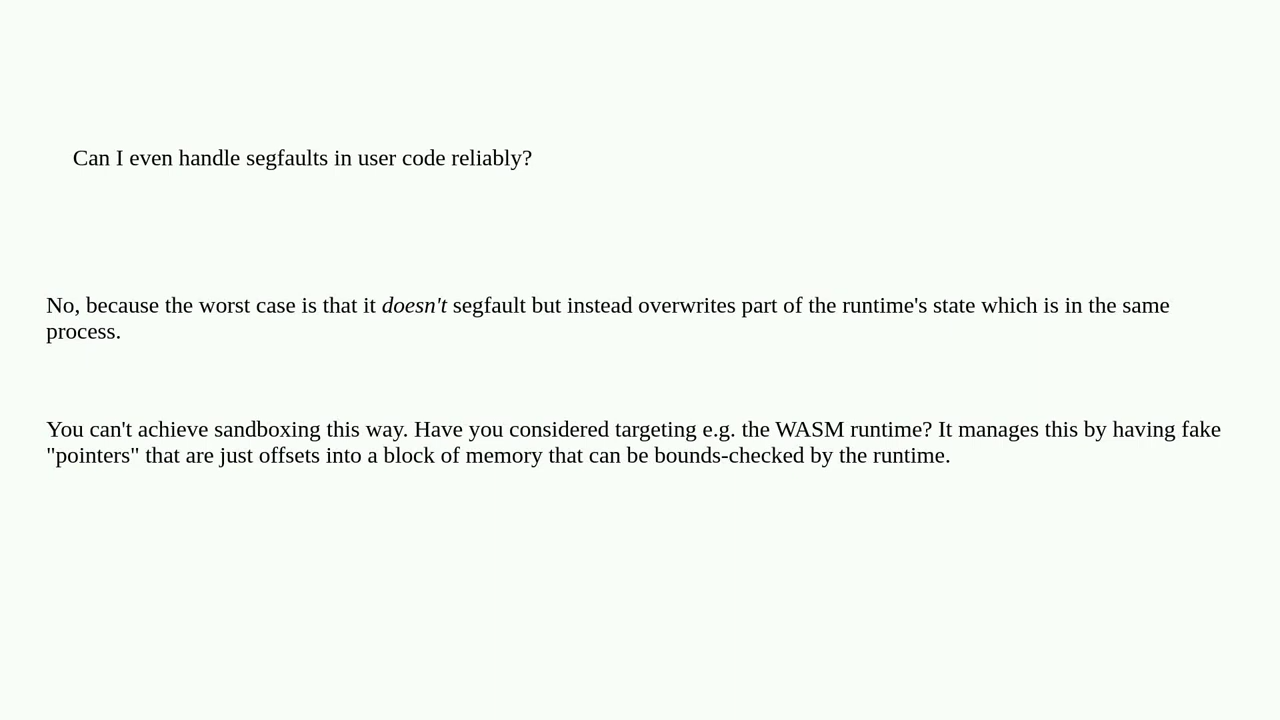 Can I even handle segfaults in user code reliably?
No, because the worst case is that it doesn't segfault but instead overwrites part of the runtime's state which is in the same
process.
You can't achieve sandboxing this way. Have you considered targeting e.g. the WASM runtime? It manages this by having fake
"pointers" that are just offsets into a block of memory that can be bounds-checked by the runtime.